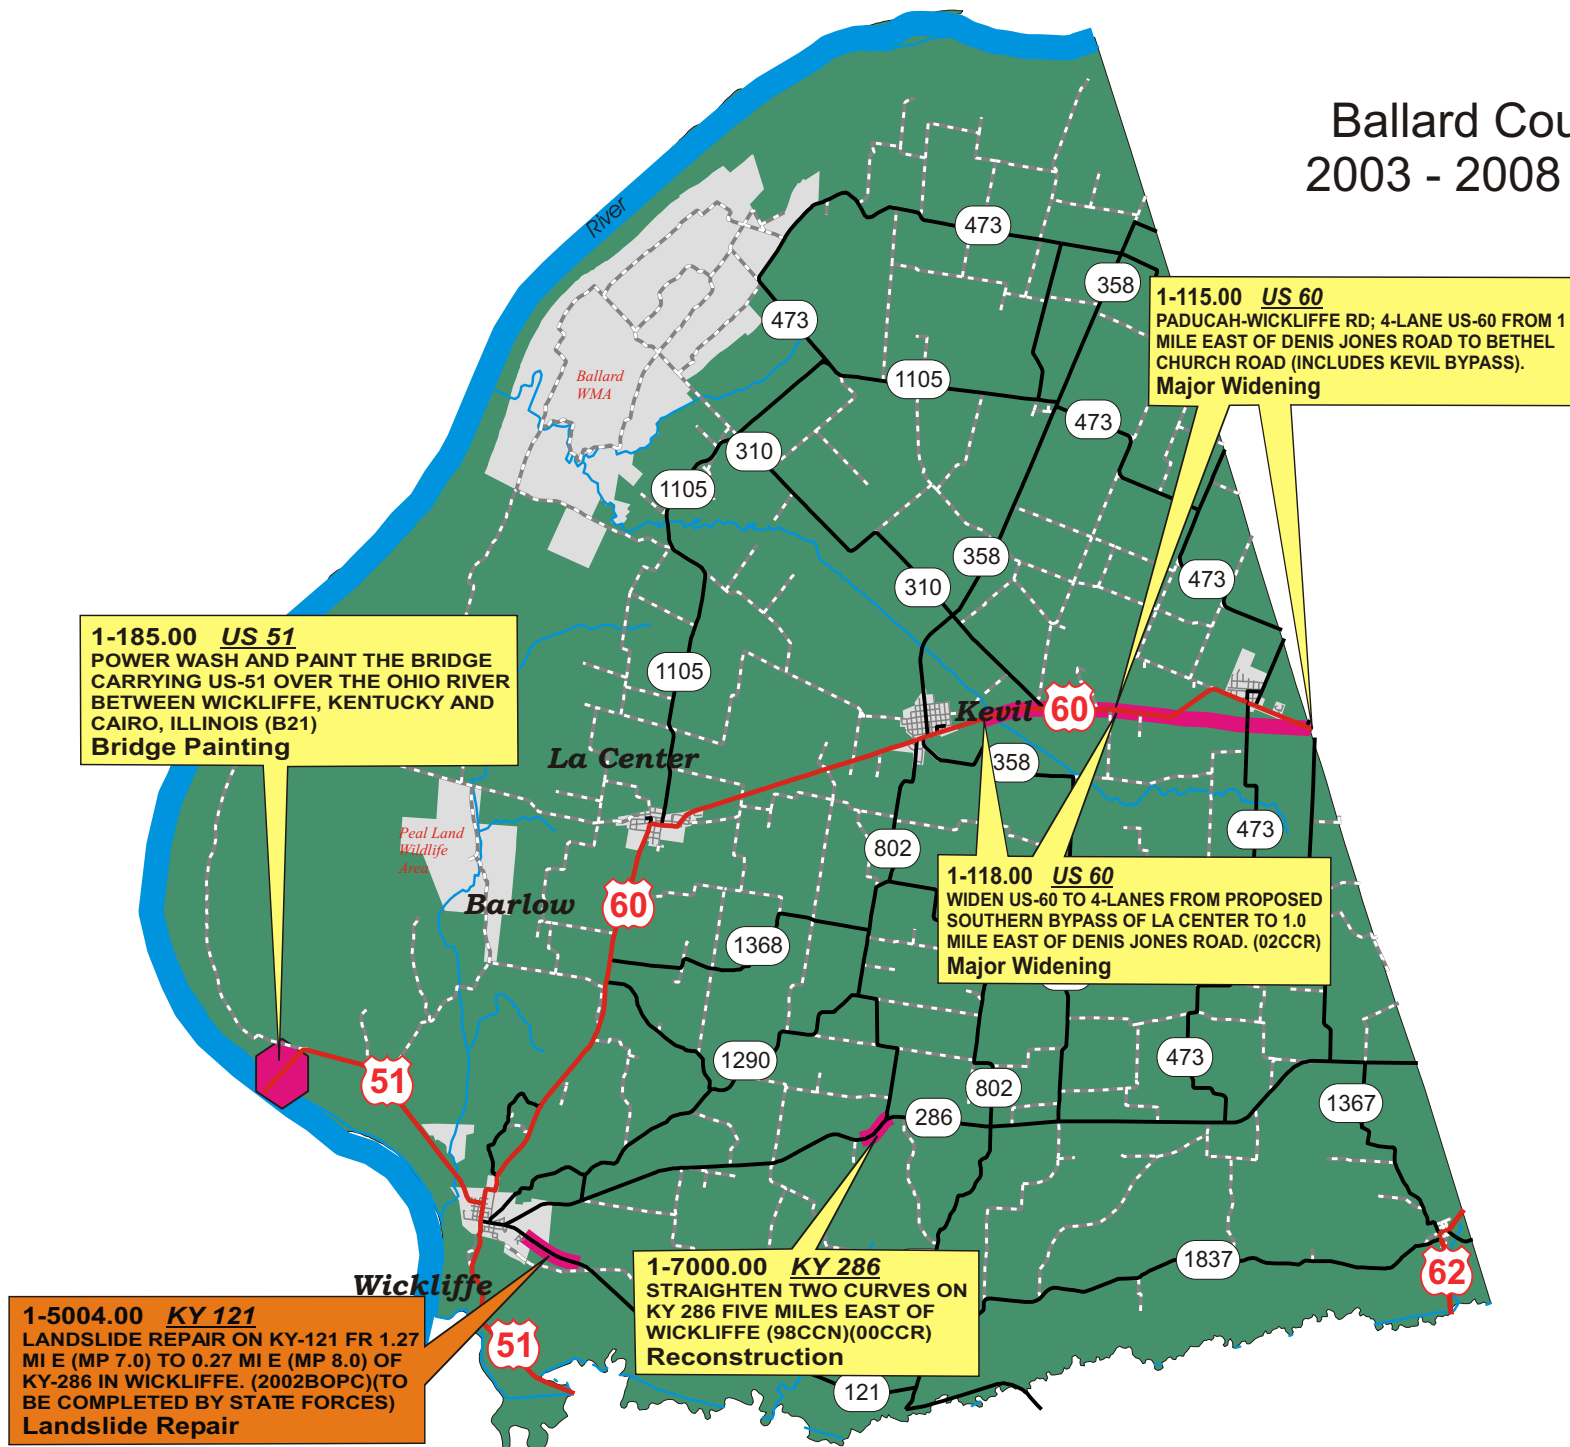 Ballard Cou
2003 - 2008
River
473
358
1-115.00 US 60
PADUCAH-WICKLIFFE RD; 4-LANE US-60 FROM 1
MILE EAST OF DENIS JONES ROAD TO BETHEL
CHURCH ROAD (INCLUDES KEVIL BYPASS).
Major Widening
473
Ballard
WMA
1105
473
310
1105
358
473
310
1-185.00 US 51
POWER WASH AND PAINT THE BRIDGE
CARRYING US-51 OVER THE OHIO RIVER
BETWEEN WICKLIFFE, KENTUCKY AND
CAIRO, ILLINOIS (B21)
Bridge Painting
1105
Kevil
60
La Center
358
Peal Land
Wildlife
Area
802
473
Barlow
60
1-118.00 US 60
WIDEN US-60 TO 4-LANES FROM PROPOSED
SOUTHERN BYPASS OF LA CENTER TO 1.0
MILE EAST OF DENIS JONES ROAD. (02CCR)
Major Widening
1368
1290
473
51
802
1367
286
1837
62
Wickliffe
1-7000.00 KY 286
STRAIGHTEN TWO CURVES ON
KY 286 FIVE MILES EAST OF
WICKLIFFE (98CCN)(00CCR)
Reconstruction
1-5004.00 KY 121
LANDSLIDE REPAIR ON KY-121 FR 1.27
MI E (MP 7.0) TO 0.27 MI E (MP 8.0) OF
KY-286 IN WICKLIFFE. (2002BOPC)(TO
BE COMPLETED BY STATE FORCES)
Landslide Repair
51
121